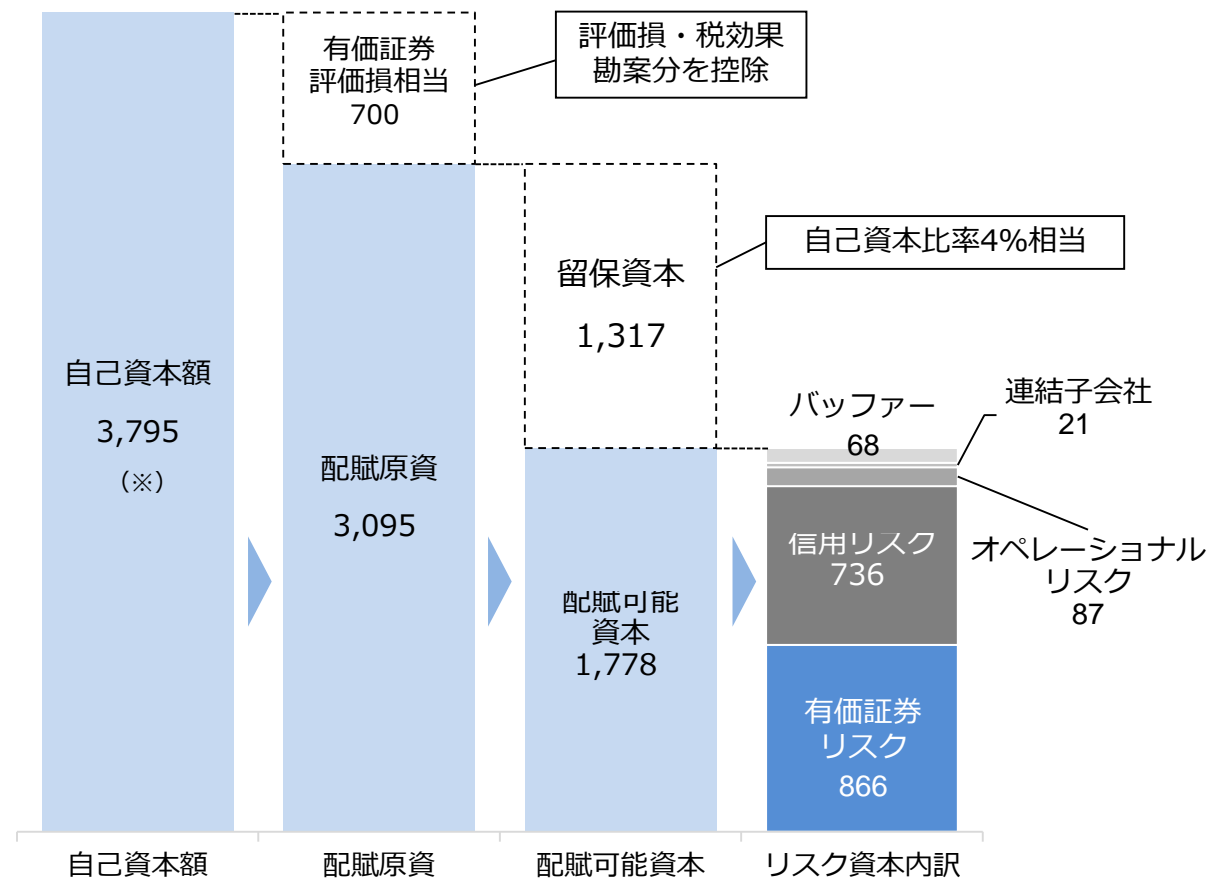 有価証券
評価損相当
700
評価損・税効果
勘案分を控除
留保資本
1,317
自己資本比率4%相当
自己資本額
3,795
（※）
配賦原資
3,095
配賦可能
資本
1,778
バッファー
68
連結子会社
21
信用リスク
736
オペレーショナル
リスク
87
有価証券
リスク
866
自己資本額
配賦原資
配賦可能資本
リスク資本内訳